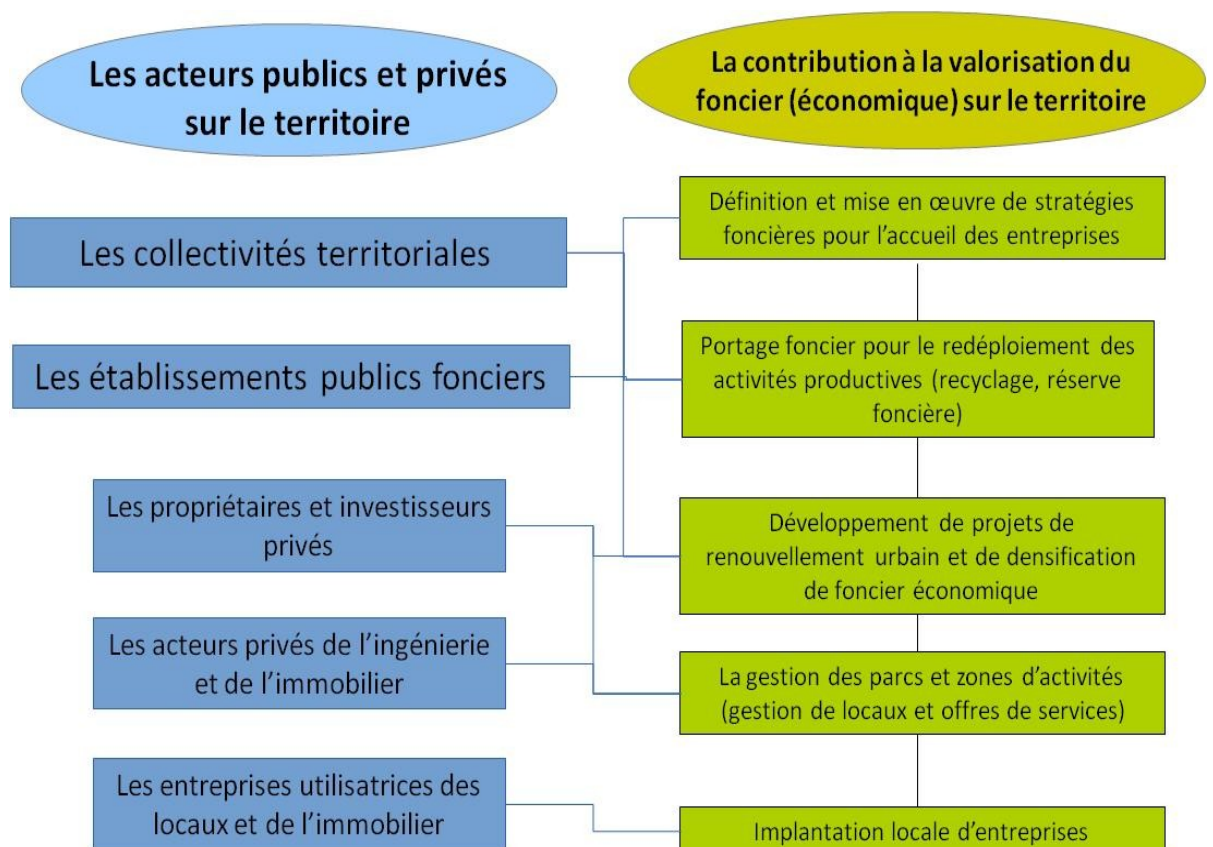 Les acteurs publics et privés
sur le territoire
La contribution à la valorisation du
foncier (économique) sur le territoire
Les collectivités territoriales
Les établissements publics fonciers
Les propriétaires et investisseurs
privés
Les acteurs privés de l’ingénierie
et de l’immobilier
Les entreprises utilisatrices des
locaux et de l’immobilier
Définition et mise en œuvre de stratégies
foncières pour l’accueil des entreprises
Portage foncier pour le redéploiement des
activités productives (recyclage, réserve
foncière)
Développement de projets de
renouvellement urbain et de densification
de foncier économique
La gestion des parcs et zones d’activités
(gestion de locaux et offres de services)
Implantation locale d’entreprises